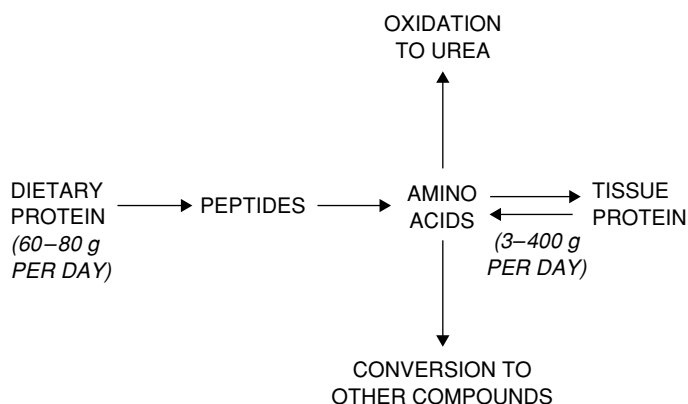 OXIDATION
TO UREA
DIETARY
PROTEIN
(60–80 g
PER DAY)
PEPTIDES
AMINO
ACIDS
TISSUE
PROTEIN
(3–400 g
PER DAY)
CONVERSION TO
OTHER COMPOUNDS